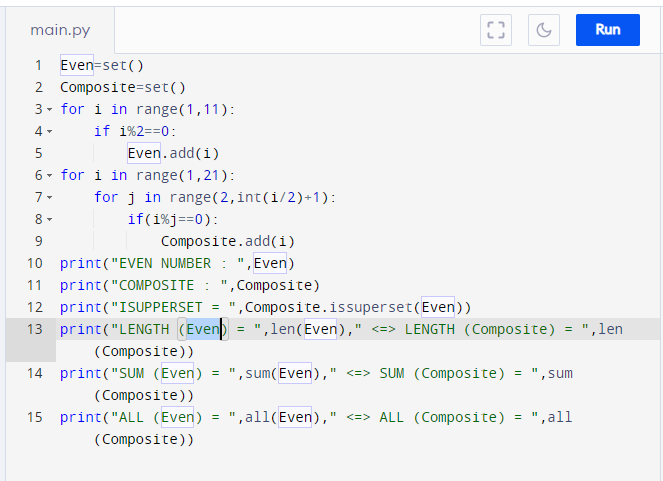 main.py
Run
1 Even=set()
2 Composite=set()
3 for i in range(1,11):
4     if i%2==0:
5         Even.add(i)
6 for i in range(1,21):
7     for j in range(2,int(i/2)+1):
8         if(i%j==0):
9             Composite.add(i)
10 print("EVEN NUMBER : ",Even)
11 print("COMPOSITE : ",Composite)
12 print("ISUPPERSET = ",Composite.issuperset(Even))
13 print("LENGTH (Even) = ",len(Even)," <=> LENGTH (Composite) = ",len
(Composite))
14 print("SUM (Even) = ",sum(Even)," <=> SUM (Composite) = ",sum
(Composite))
15 print("ALL (Even) = ",all(Even)," <=> ALL (Composite) = ",all
(Composite))